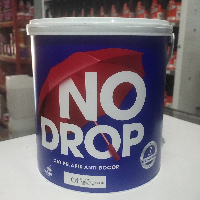 NO
DROP
CAT PELAPIS ANTI BOCOR